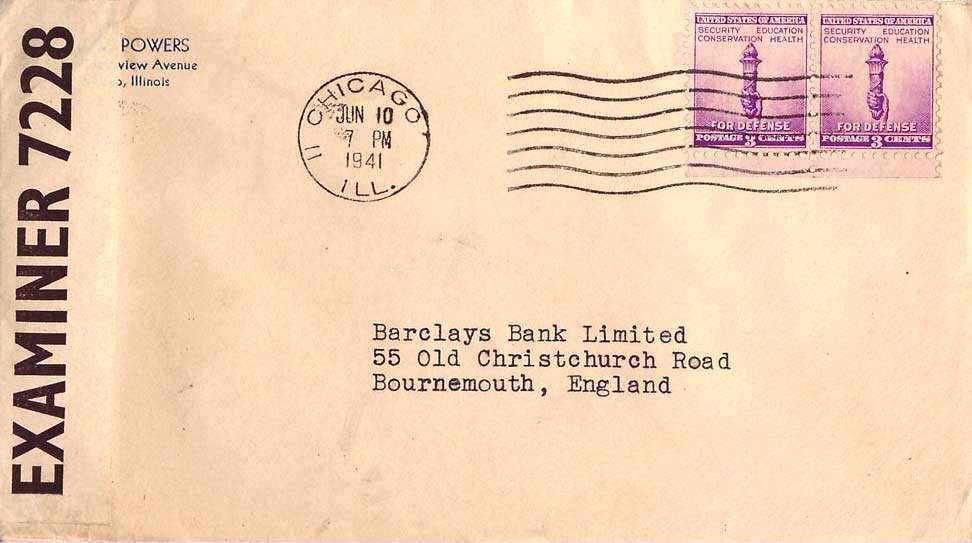 EXAMINER 7228
POWERS
view Avenue
, Illinois
CHICAGO
JUN 10
7 PM
1941
11
ILL.
UNITED STATES OF AMERICA
SECURITY EDUCATION
CONSERVATION HEALTH
FOR DEFENSE
POSTAGE 3 CENTS
UNITED STATES OF AMERICA
SECURITY EDUCATION
CONSERVATION HEALTH
FOR DEFENSE
POSTAGE 3 CENTS
Barclays Bank Limited
55 Old Christchurch Road
Bournemouth, England